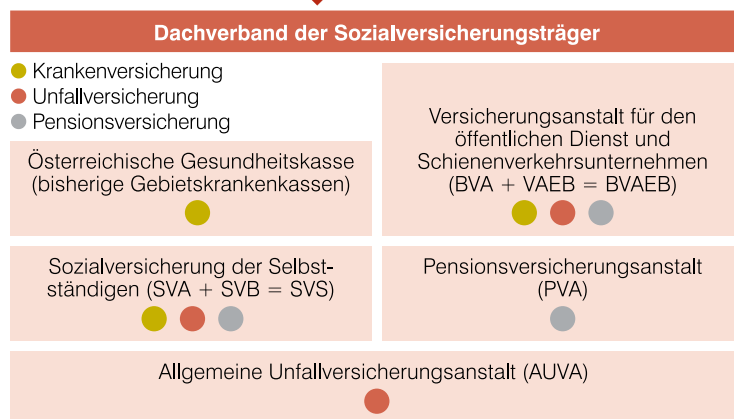 Dachverband der Sozialversicherungsträger
Krankenversicherung
Unfallversicherung
Pensionsversicherung
Österreichische Gesundheitskasse
(bisherige Gebietskrankenkassen)
Versicherungsanstalt für den
öffentlichen Dienst und
Schienenverkehrsunternehmen
(BVA + VAEB = BVAEB)
Sozialversicherung der Selbst-
ständigen (SVA + SVB = SVS)
Pensionsversicherungsanstalt
(PVA)
Allgemeine Unfallversicherungsanstalt (AUVA)